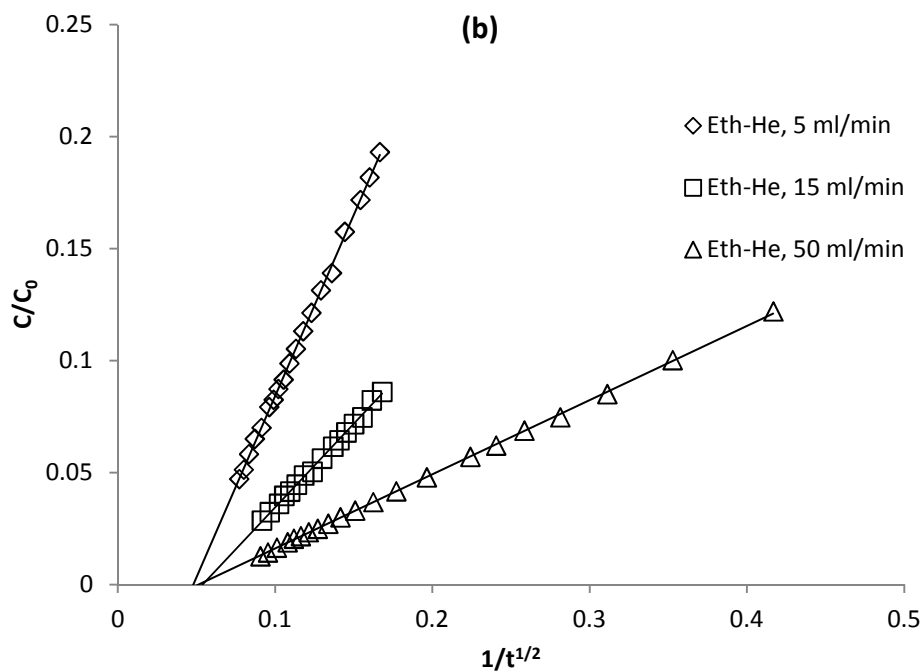 (b)
0.25
0.2
0.15
0.1
0.05
0
C/C₀
Eth-He, 5 ml/min
Eth-He, 15 ml/min
Eth-He, 50 ml/min
0 0.1 0.2 0.3 0.4 0.5
1/t¹/²